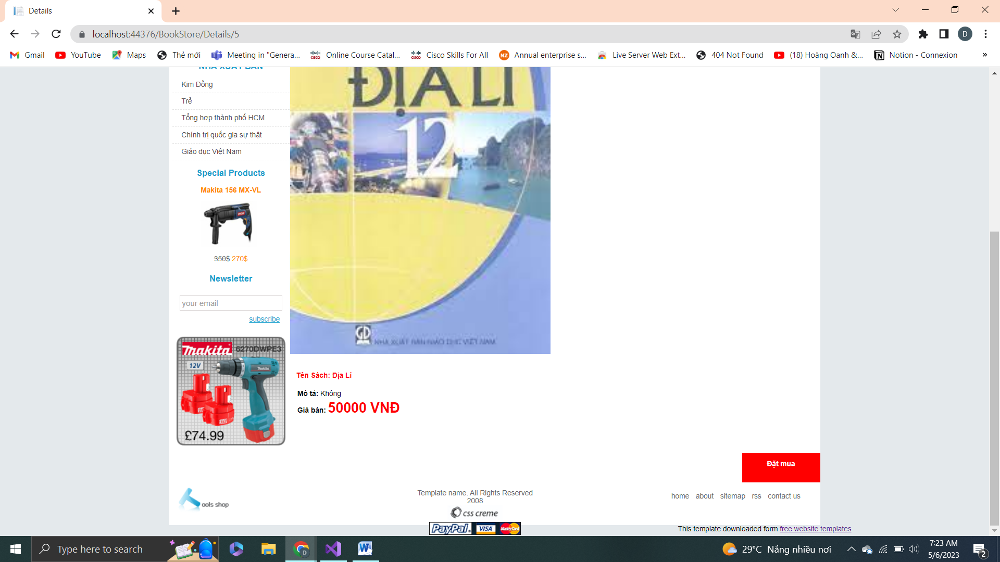 Details
localhost:44376/BookStore/Details/5
Gmail
YouTube
Maps
Thẻ mới
Meeting in "Genera...
Online Course Catal...
Cisco Skills For All
Annual enterprise s...
Live Server Web Ext...
404 Not Found
(18) Hoàng Oanh &...
Notion - Connexion
»
NHÀ XUẤT BẢN
Kim Đồng
Trẻ
Tổng hợp thành phố HCM
Chính trị quốc gia sự thật
Giáo dục Việt Nam
Special Products
Makita 156 MX-VL
350$ 270$
Newsletter
your email
subscribe
makita 6270DWPE3
12V
makita
£74.99
ĐỊA LÍ
12
GD NHÀ XUẤT BẢN GIÁO DỤC VIỆT NAM
Tên Sách: Địa Lí
Mô tả: Không
Giá bán: 50000 VNĐ
Đặt mua
ools shop
Template name. All Rights Reserved
2008
css creme
PayPal VISA MasterCard
home about sitemap rss contact us
This template downloaded form free website templates
Type here to search
29°C Nắng nhiều nơi
7:23 AM
5/6/2023
2
D